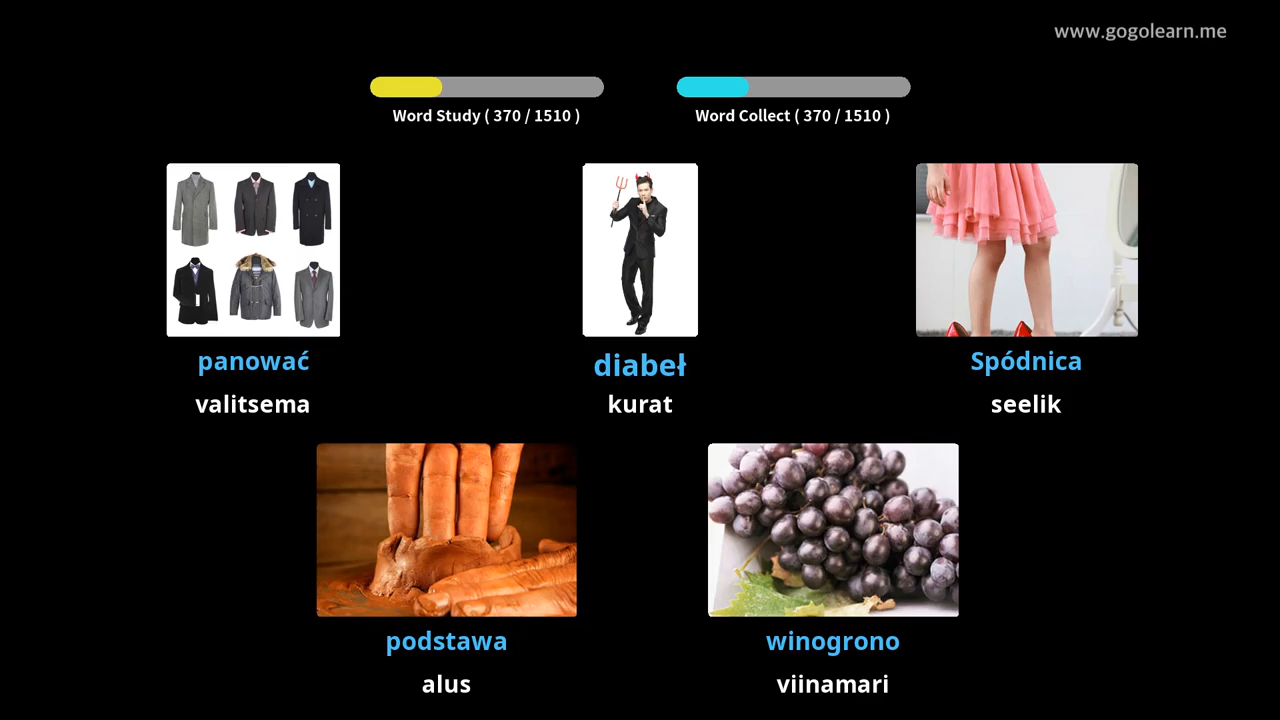 www.gogolearn.me
Word Study ( 370 / 1510 )
Word Collect ( 370 / 1510 )
panować
valitsema
diabeł
kurat
Spódnica
seelik
podstawa
alus
winogrono
viinamari